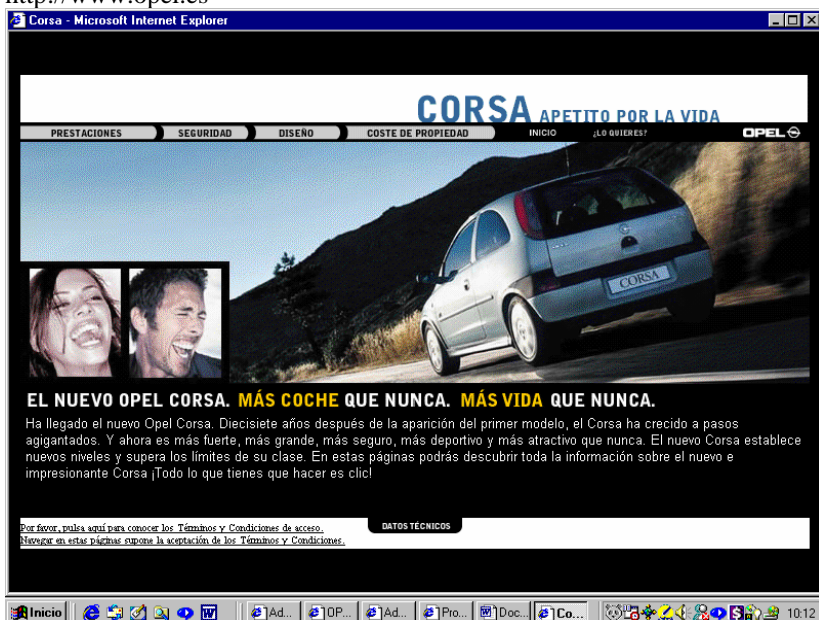 http://www.opel.es
Corsa - Microsoft Internet Explorer
CORSA APETITO POR LA VIDA
PRESTACIONES SEGURIDAD DISEÑO COSTE DE PROPIEDAD INICIO ¿LO QUIERES? OPEL
CORSA
EL NUEVO OPEL CORSA. MÁS COCHE QUE NUNCA. MÁS VIDA QUE NUNCA.
Ha llegado el nuevo Opel Corsa. Diecisiete años después de la aparición del primer modelo, el Corsa ha crecido a pasos
agigantados. Y ahora es más fuerte, más grande, más seguro, más deportivo y más atractivo que nunca. El nuevo Corsa establece
nuevos niveles y supera los límites de su clase. En estas páginas podrás descubrir toda la información sobre el nuevo e
impresionante Corsa ¡Todo lo que tienes que hacer es clic!
Por favor, pulsa aquí para conocer los Términos y Condiciones de acceso.
DATOS TÉCNICOS
Navegar en estas páginas supone la aceptación de los Términos y Condiciones.
Inicio Ad... OP... Ad... Pro... Doc... Co... 10:12